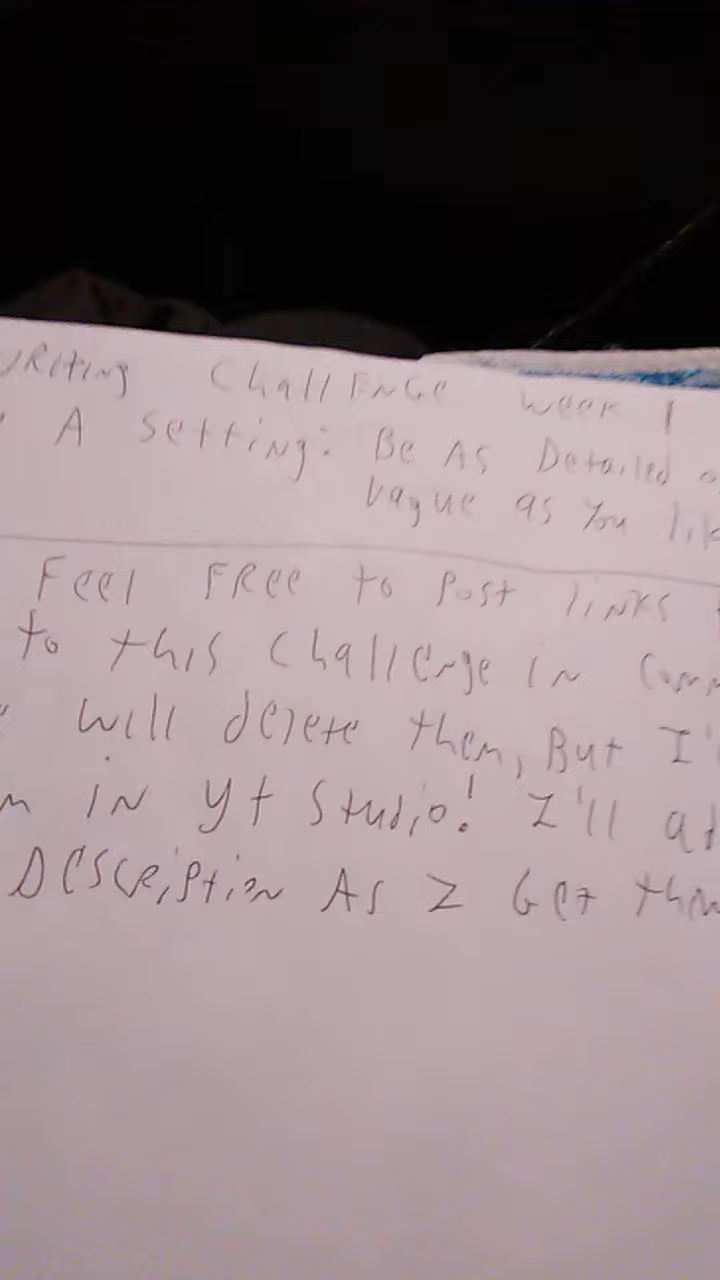 Writing Challenge Week 1
A Setting: Be As Detailed
vague as You
Feel Free to Post links
to this Challenge in
will delete them, But
in yt Studio! I'll
Description As I Get